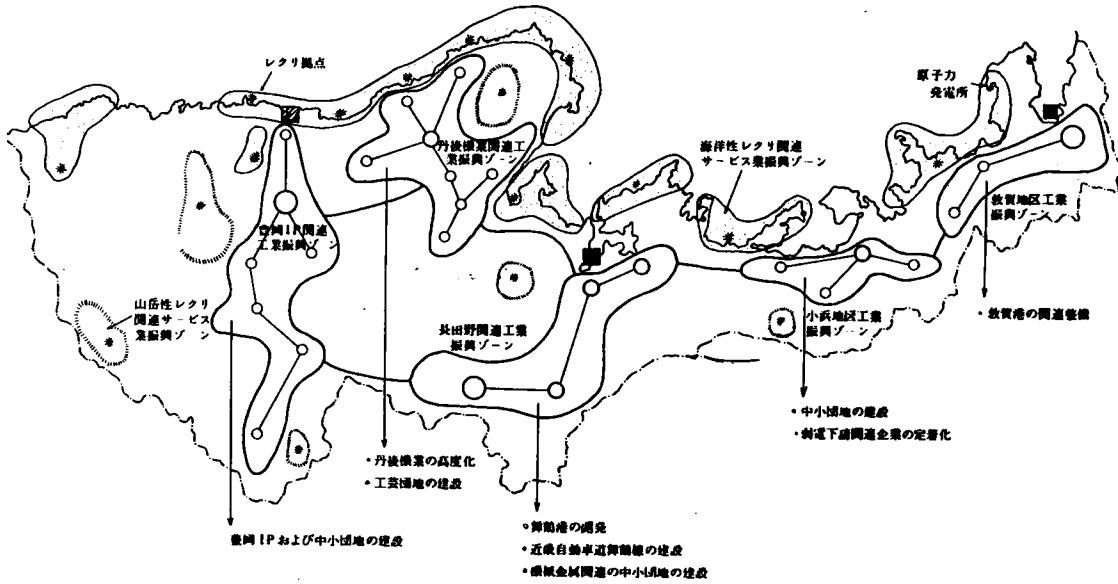 レクリ拠点
原子力
発電所
丹後機業関連工
業振興ゾーン
海洋性レクリ関連
サービス業振興ゾーン
敦賀地区工業
振興ゾーン
豊岡IP関連
工業振興ゾーン
山岳性レクリ
関連サービス
業振興ゾーン
長田野関連工業
振興ゾーン
小浜地区工業
振興ゾーン
・敦賀港の関連整備
・中小団地の建設
・弱電下請関連企業の定着化
・丹後機業の高度化
・工芸団地の建設
豊岡IPおよび中小団地の建設
・舞鶴港の開発
・近畿自動車道舞鶴線の建設
・機械金属関連の中小団地の建設